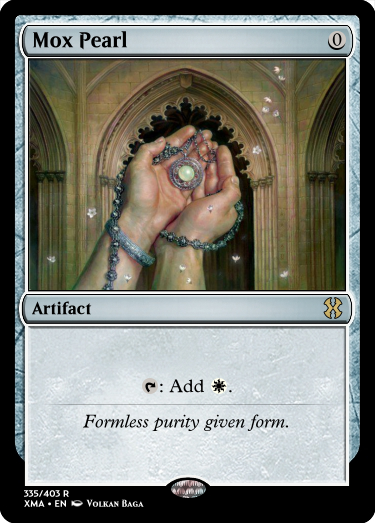 Mox Pearl 0
Artifact
: Add .
Formless purity given form.
335/403 R
XMA • EN Volkan Baga